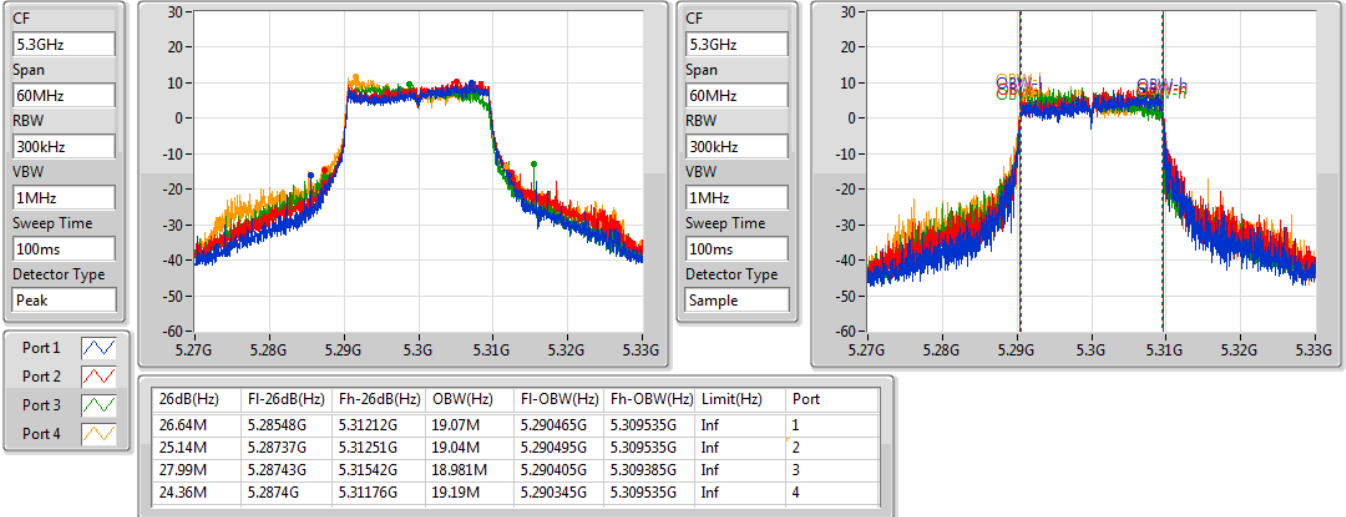 CF
5.3GHz
Span
60MHz
RBW
300kHz
VBW
1MHz
Sweep Time
100ms
Detector Type
Peak
30
20
10
0
-10
-20
-30
-40
-50
-60
5.27G 5.28G 5.29G 5.3G 5.31G 5.32G 5.33G
CF
5.3GHz
Span
60MHz
RBW
300kHz
VBW
1MHz
Sweep Time
100ms
Detector Type
Sample
30
20
10
0
-10
-20
-30
-40
-50
-60
5.27G 5.28G 5.29G 5.3G 5.31G 5.32G 5.33G
Port 1
Port 2
Port 3
Port 4
26dB(Hz) Fl-26dB(Hz) Fh-26dB(Hz) OBW(Hz) Fl-OBW(Hz) Fh-OBW(Hz) Limit(Hz) Port
26.64M 5.28548G 5.31212G 19.07M 5.290465G 5.309535G Inf 1
25.14M 5.28737G 5.31251G 19.04M 5.290495G 5.309535G Inf 2
27.99M 5.28743G 5.31542G 18.981M 5.290405G 5.309385G Inf 3
24.36M 5.2874G 5.31176G 19.19M 5.290345G 5.309535G Inf 4